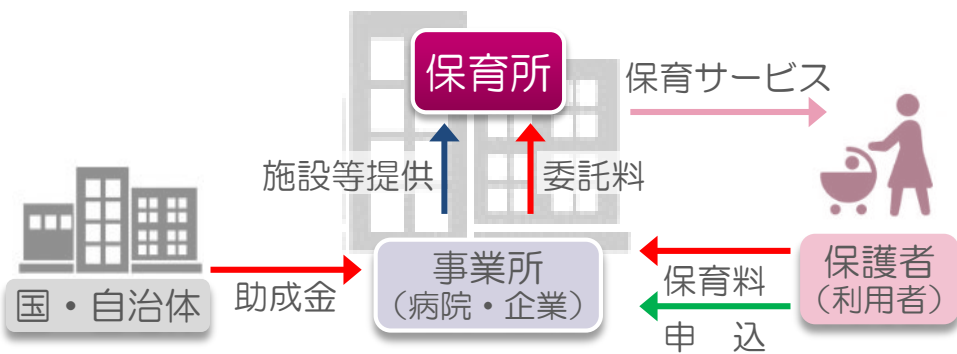 保育所
保育サービス
施設等提供
委託料
国・自治体
助成金
事業所
（病院・企業）
保育料
申　込
保護者
（利用者）